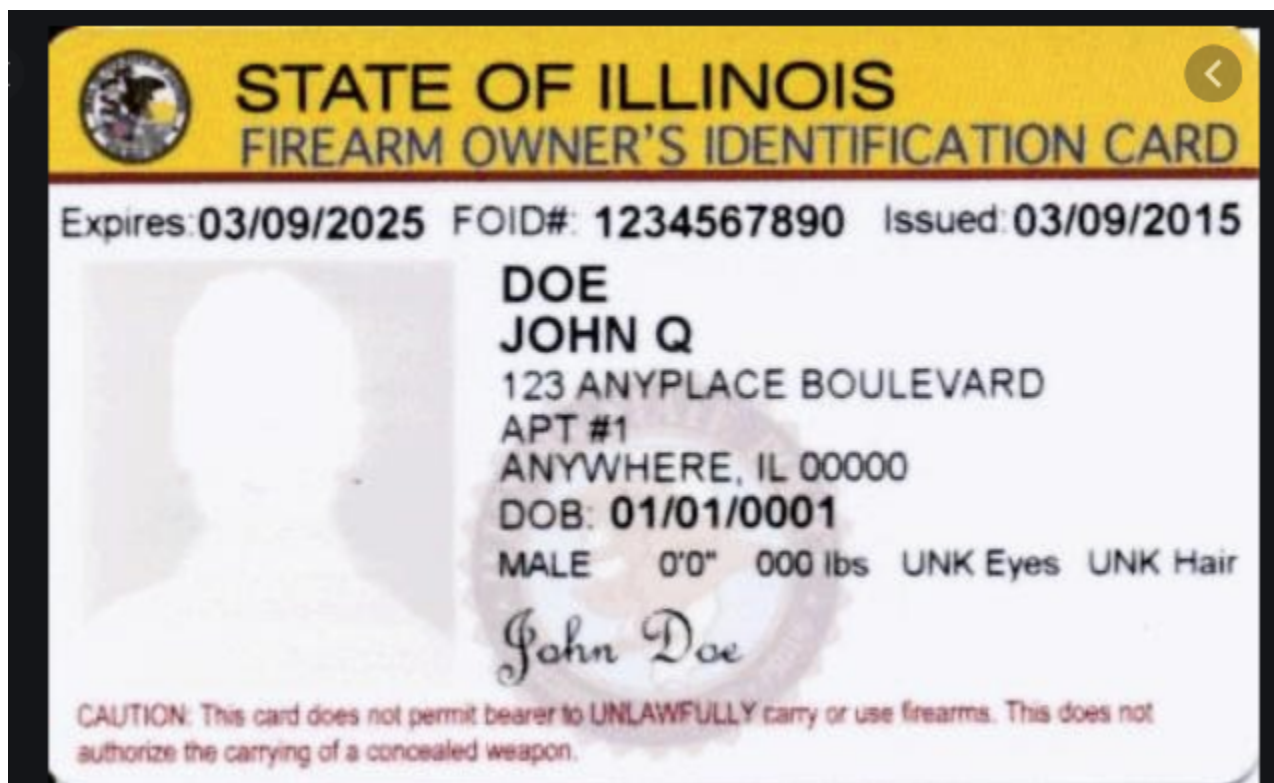 STATE OF ILLINOIS
FIREARM OWNER'S IDENTIFICATION CARD
Expires: 03/09/2025 FOID#: 1234567890 Issued: 03/09/2015
DOE
JOHN Q
123 ANYPLACE BOULEVARD
APT #1
ANYWHERE, IL 00000
DOB: 01/01/0001
MALE 0'0" 000 lbs UNK Eyes UNK Hair
John Doe
CAUTION: This card does not permit bearer to UNLAWFULLY carry or use firearms. This does not
authorize the carrying of a concealed weapon.